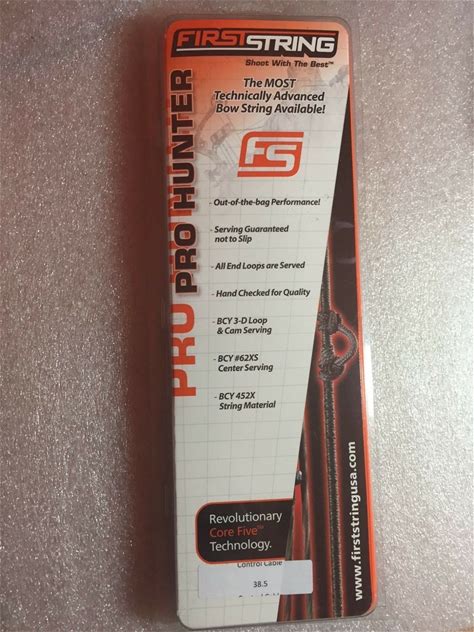 FIRSTSTRING
Shoot With The Best™
The MOST
Technically Advanced
Bow String Available!
FS
PRO PRO HUNTER
- Out-of-the-bag Performance!
- Serving Guaranteed
not to Slip
- All End Loops are Served
- Hand Checked for Quality
- BCY 3-D Loop
& Cam Serving
- BCY #62XS
Center Serving
- BCY 452X
String Material
www.firststringusa.com
Revolutionary
Core Five™
Technology.
Control Cable
38.5